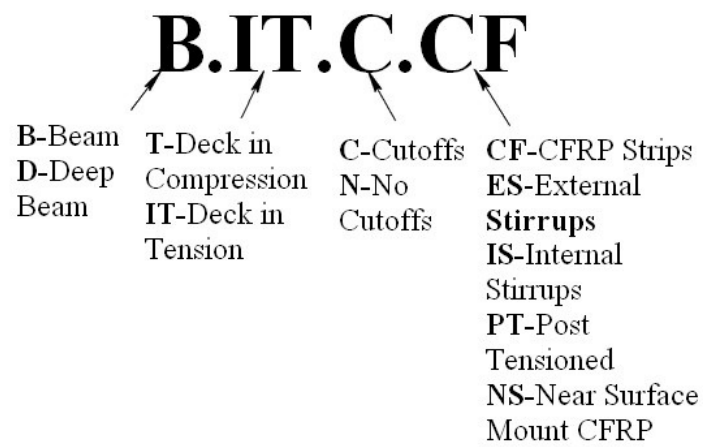 B.IT.C.CF
B-Beam
D-Deep
Beam
T-Deck in
Compression
IT-Deck in
Tension
C-Cutoffs
N-No
Cutoffs
CF-CFRP Strips
ES-External
Stirrups
IS-Internal
Stirrups
PT-Post
Tensioned
NS-Near Surface
Mount CFRP